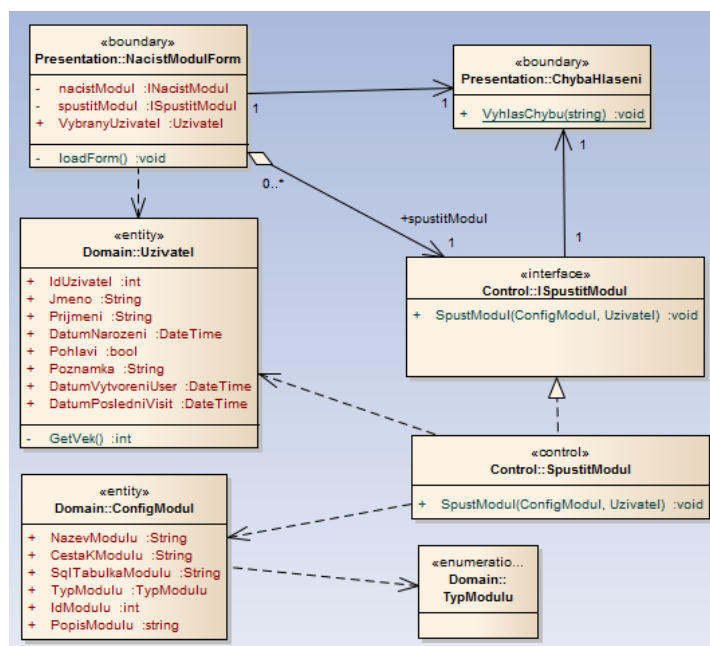 «boundary»
Presentation::NacistModulForm
- nacistModul :INacistModul
- spustitModul :ISpustitModul
+ VybranyUzivatel :Uzivatel
- loadForm() :void
«boundary»
Presentation::ChybaHlaseni
+ VyhlasChybu(string) :void
1
1
0..*
+spustitModul
1
1
1
«entity»
Domain::Uzivatel
+ IdUzivatel :int
+ Jmeno :String
+ Prijmeni :String
+ DatumNarozeni :DateTime
+ Pohlavi :bool
+ Poznamka :String
+ DatumVytvoreniUser :DateTime
+ DatumPosledniVisit :DateTime
- GetVek() :int
«interface»
Control::ISpustitModul
+ SpustModul(ConfigModul, Uzivatel) :void
«control»
Control::SpustitModul
+ SpustModul(ConfigModul, Uzivatel) :void
«entity»
Domain::ConfigModul
+ NazevModulu :String
+ CestaKModulu :String
+ SqlTabulkaModulu :String
+ TypModulu :TypModulu
+ IdModulu :int
+ PopisModulu :string
«enumeratio...
Domain::
TypModulu